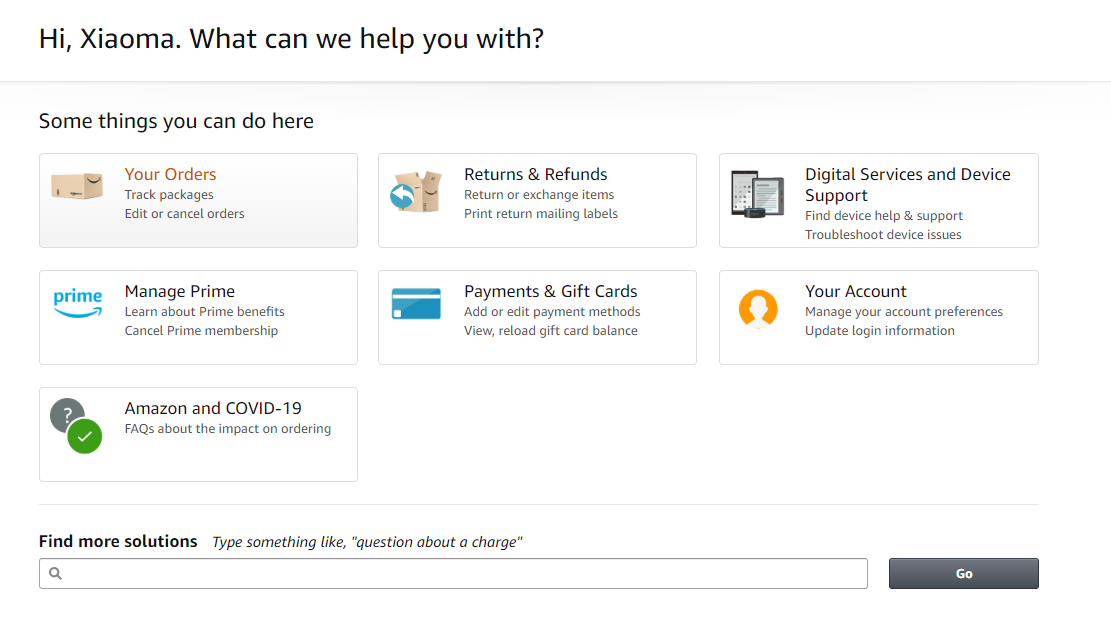 Hi, Xiaoma. What can we help you with?
Some things you can do here
Your Orders
Track packages
Edit or cancel orders
Returns & Refunds
Return or exchange items
Print return mailing labels
Digital Services and Device
Support
Find device help & support
Troubleshoot device issues
prime
Manage Prime
Learn about Prime benefits
Cancel Prime membership
Payments & Gift Cards
Add or edit payment methods
View, reload gift card balance
Your Account
Manage your account preferences
Update login information
?
Amazon and COVID-19
FAQs about the impact on ordering
Find more solutions Type something like, "question about a charge"
Go